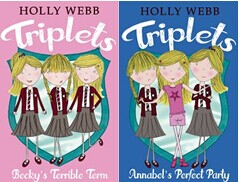 HOLLY WEBB
Triplets
Becky's Terrible Term
HOLLY WEBB
Triplets
Annabel's Perfect Party